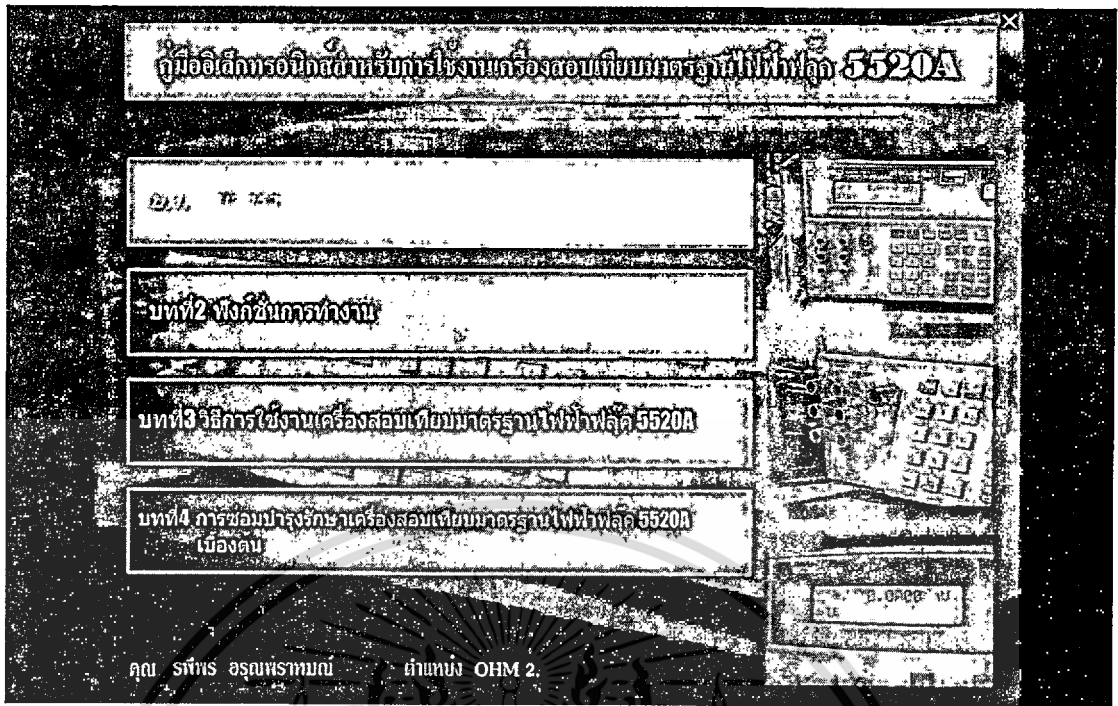 คู่มืออิเล็กทรอนิกส์สำหรับการใช้งานเครื่องสอบเทียบมาตรฐานไฟฟ้าฟลุ๊ค 5520A
บทที่2 ฟังก์ชั่นการทำงาน
บทที่3 วิธีการใช้งานเครื่องสอบเทียบมาตรฐานไฟฟ้าฟลุ๊ค 5520A
บทที่4 การซ่อมบำรุงรักษาเครื่องสอบเทียบมาตรฐานไฟฟ้าฟลุ๊ค 5520A
เบื้องต้น
คุณ รพีพร อรุณพราหมณ์ ตำแหน่ง OHM 2.